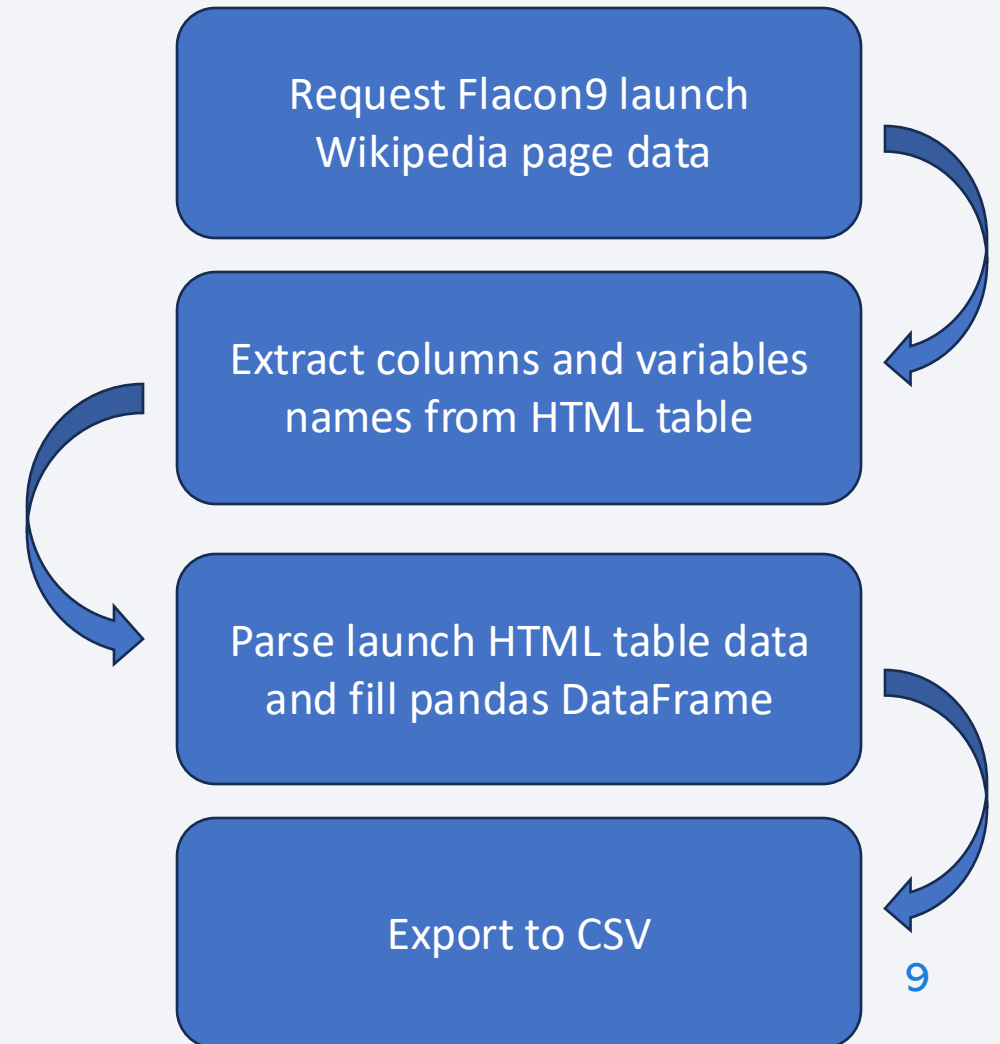 Request Flacon9 launch
Wikipedia page data
Extract columns and variables
names from HTML table
Parse launch HTML table data
and fill pandas DataFrame
Export to CSV
9